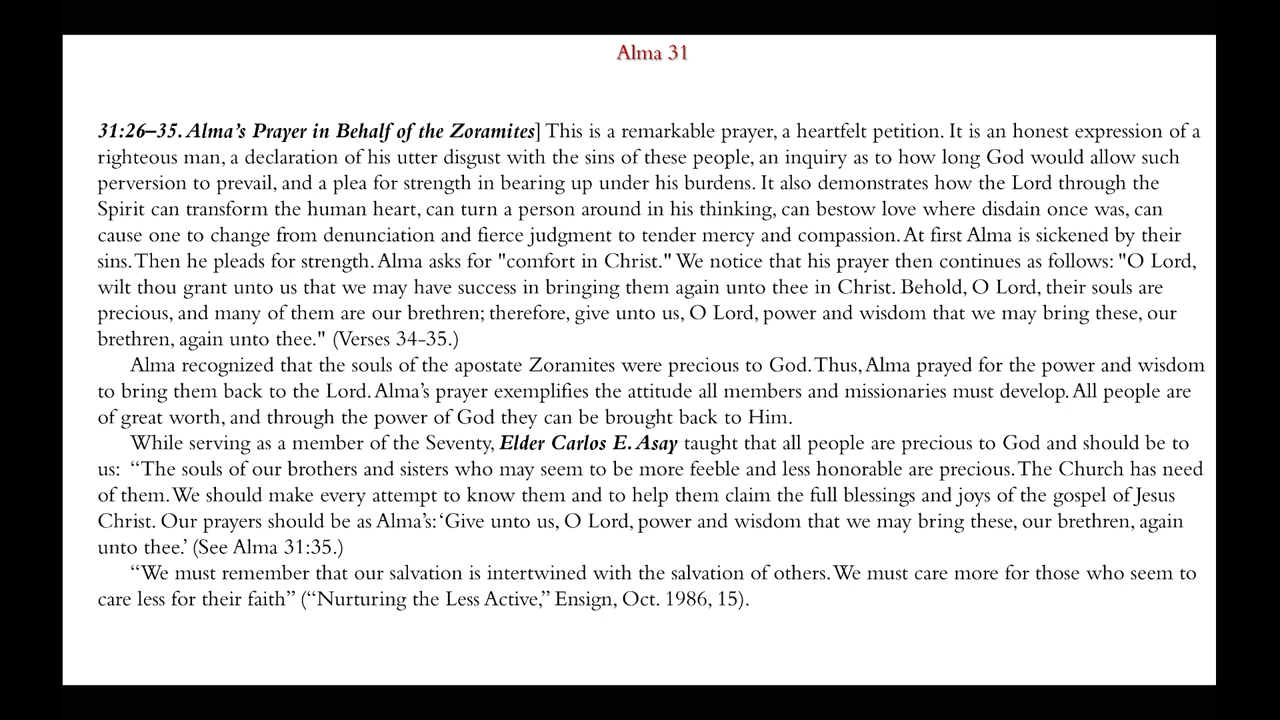 Alma 31
31:26–35. Alma’s Prayer in Behalf of the Zoramites] This is a remarkable prayer, a heartfelt petition. It is an honest expression of a
righteous man, a declaration of his utter disgust with the sins of these people, an inquiry as to how long God would allow such
perversion to prevail, and a plea for strength in bearing up under his burdens. It also demonstrates how the Lord through the
Spirit can transform the human heart, can turn a person around in his thinking, can bestow love where disdain once was, can
cause one to change from denunciation and fierce judgment to tender mercy and compassion. At first Alma is sickened by their
sins. Then he pleads for strength. Alma asks for "comfort in Christ." We notice that his prayer then continues as follows: "O Lord,
wilt thou grant unto us that we may have success in bringing them again unto thee in Christ. Behold, O Lord, their souls are
precious, and many of them are our brethren; therefore, give unto us, O Lord, power and wisdom that we may bring these, our
brethren, again unto thee." (Verses 34-35.)
Alma recognized that the souls of the apostate Zoramites were precious to God. Thus, Alma prayed for the power and wisdom
to bring them back to the Lord. Alma’s prayer exemplifies the attitude all members and missionaries must develop. All people are
of great worth, and through the power of God they can be brought back to Him.
While serving as a member of the Seventy, Elder Carlos E. Asay taught that all people are precious to God and should be to
us: “The souls of our brothers and sisters who may seem to be more feeble and less honorable are precious. The Church has need
of them. We should make every attempt to know them and to help them claim the full blessings and joys of the gospel of Jesus
Christ. Our prayers should be as Alma’s: ‘Give unto us, O Lord, power and wisdom that we may bring these, our brethren, again
unto thee.’ (See Alma 31:35.)
“We must remember that our salvation is intertwined with the salvation of others. We must care more for those who seem to
care less for their faith” (“Nurturing the Less Active,” Ensign, Oct. 1986, 15).